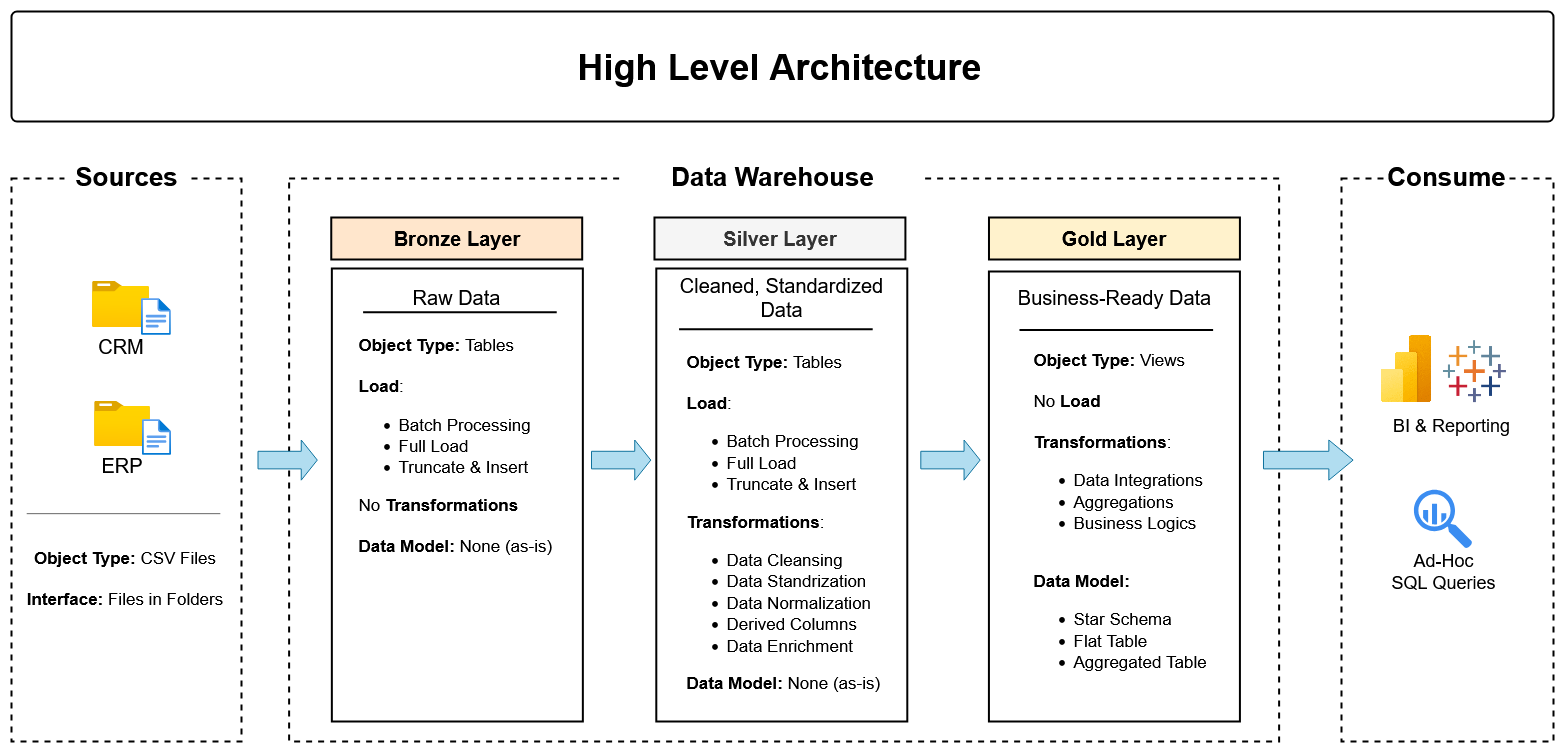 High Level Architecture
Sources
CRM
ERP
Object Type: CSV Files
Interface: Files in Folders
Data Warehouse
Bronze Layer
Raw Data
Object Type: Tables
Load:
• Batch Processing
• Full Load
• Truncate & Insert
No Transformations
Data Model: None (as-is)
Silver Layer
Cleaned, Standardized
Data
Object Type: Tables
Load:
• Batch Processing
• Full Load
• Truncate & Insert
Transformations:
• Data Cleansing
• Data Standrization
• Data Normalization
• Derived Columns
• Data Enrichment
Data Model: None (as-is)
Gold Layer
Business-Ready Data
Object Type: Views
No Load
Transformations:
• Data Integrations
• Aggregations
• Business Logics
Data Model:
• Star Schema
• Flat Table
• Aggregated Table
Consume
BI & Reporting
Ad-Hoc
SQL Queries